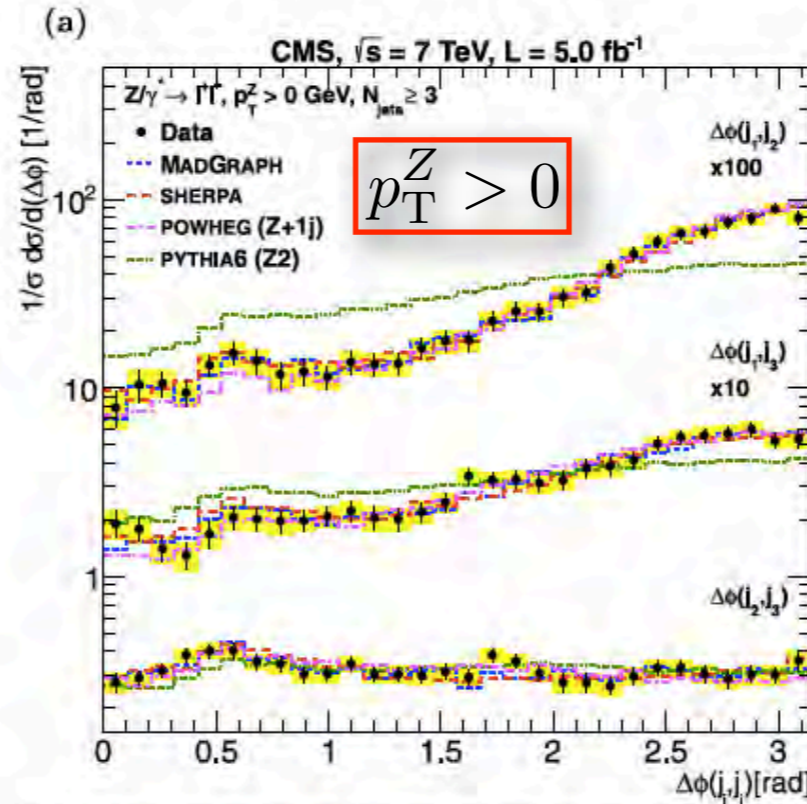 (a)
CMS, √s = 7 TeV, L = 5.0 fb⁻¹
Z/γ* → l⁺l⁻, p_T^Z > 0 GeV, N_jets ≥ 3
Data
MADGRAPH
SHERPA
POWHEG (Z+1j)
PYTHIA6 (Z2)
p_T^Z > 0
Δφ(j₁,j₂)
x100
Δφ(j₁,j₃)
x10
Δφ(j₂,j₃)
1/σ dσ/d(Δφ) [1/rad]
10²
10
1
0 0.5 1 1.5 2 2.5 3
Δφ(jᵢ,jⱼ)[rad]